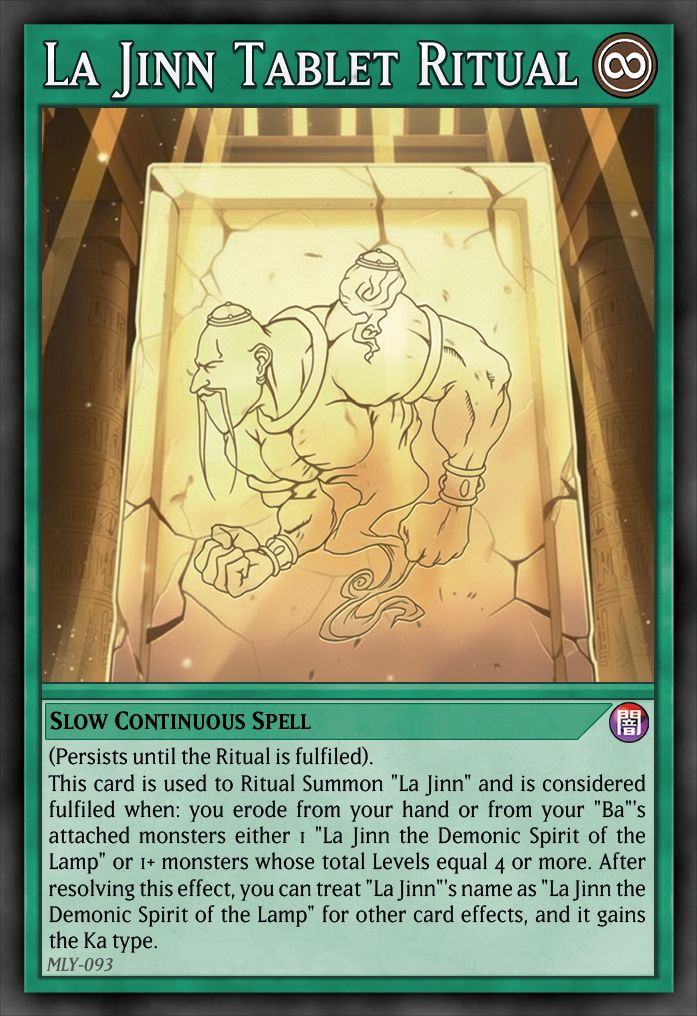 La Jinn Tablet Ritual
Slow Continuous Spell
闇
(Persists until the Ritual is fulfilled).
This card is used to Ritual Summon "La Jinn" and is considered
fulfiled when: you erode from your hand or from your "Ba"'s
attached monsters either 1 "La Jinn the Demonic Spirit of the
Lamp" or 1+ monsters whose total Levels equal 4 or more. After
resolving this effect, you can treat "La Jinn"'s name as "La Jinn the
Demonic Spirit of the Lamp" for other card effects, and it gains
the Ka type.
MLY-093